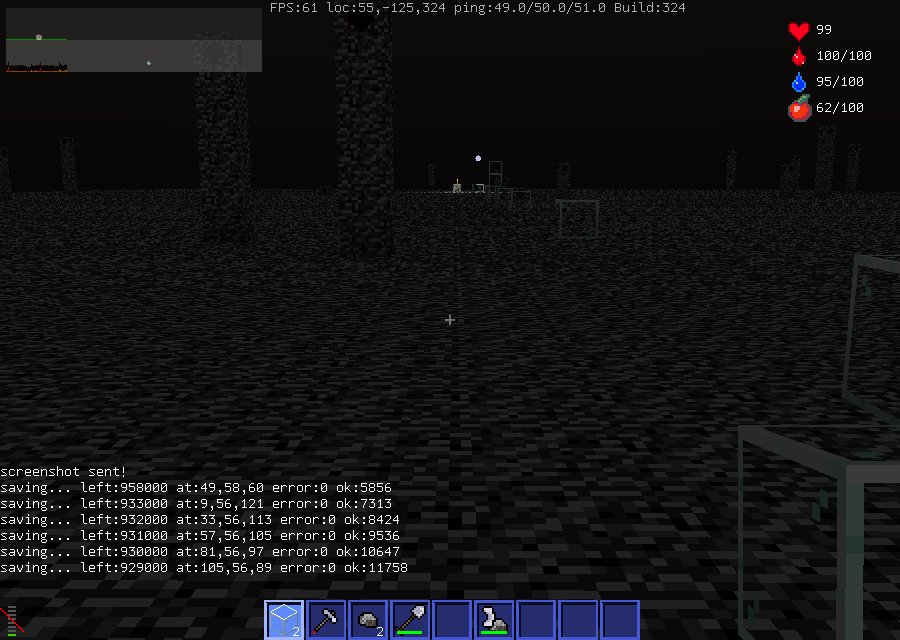 FPS:61 loc:55,-125,324 ping:49.0/50.0/51.0 Build:324
99
100/100
95/100
62/100
screenshot sent!
saving... left:958000 at:49,58,60 error:0 ok:5856
saving... left:933000 at:9,56,121 error:0 ok:7313
saving... left:932000 at:33,56,113 error:0 ok:8424
saving... left:931000 at:57,56,105 error:0 ok:9536
saving... left:930000 at:81,56,97 error:0 ok:10647
saving... left:929000 at:105,56,89 error:0 ok:11758
2 2